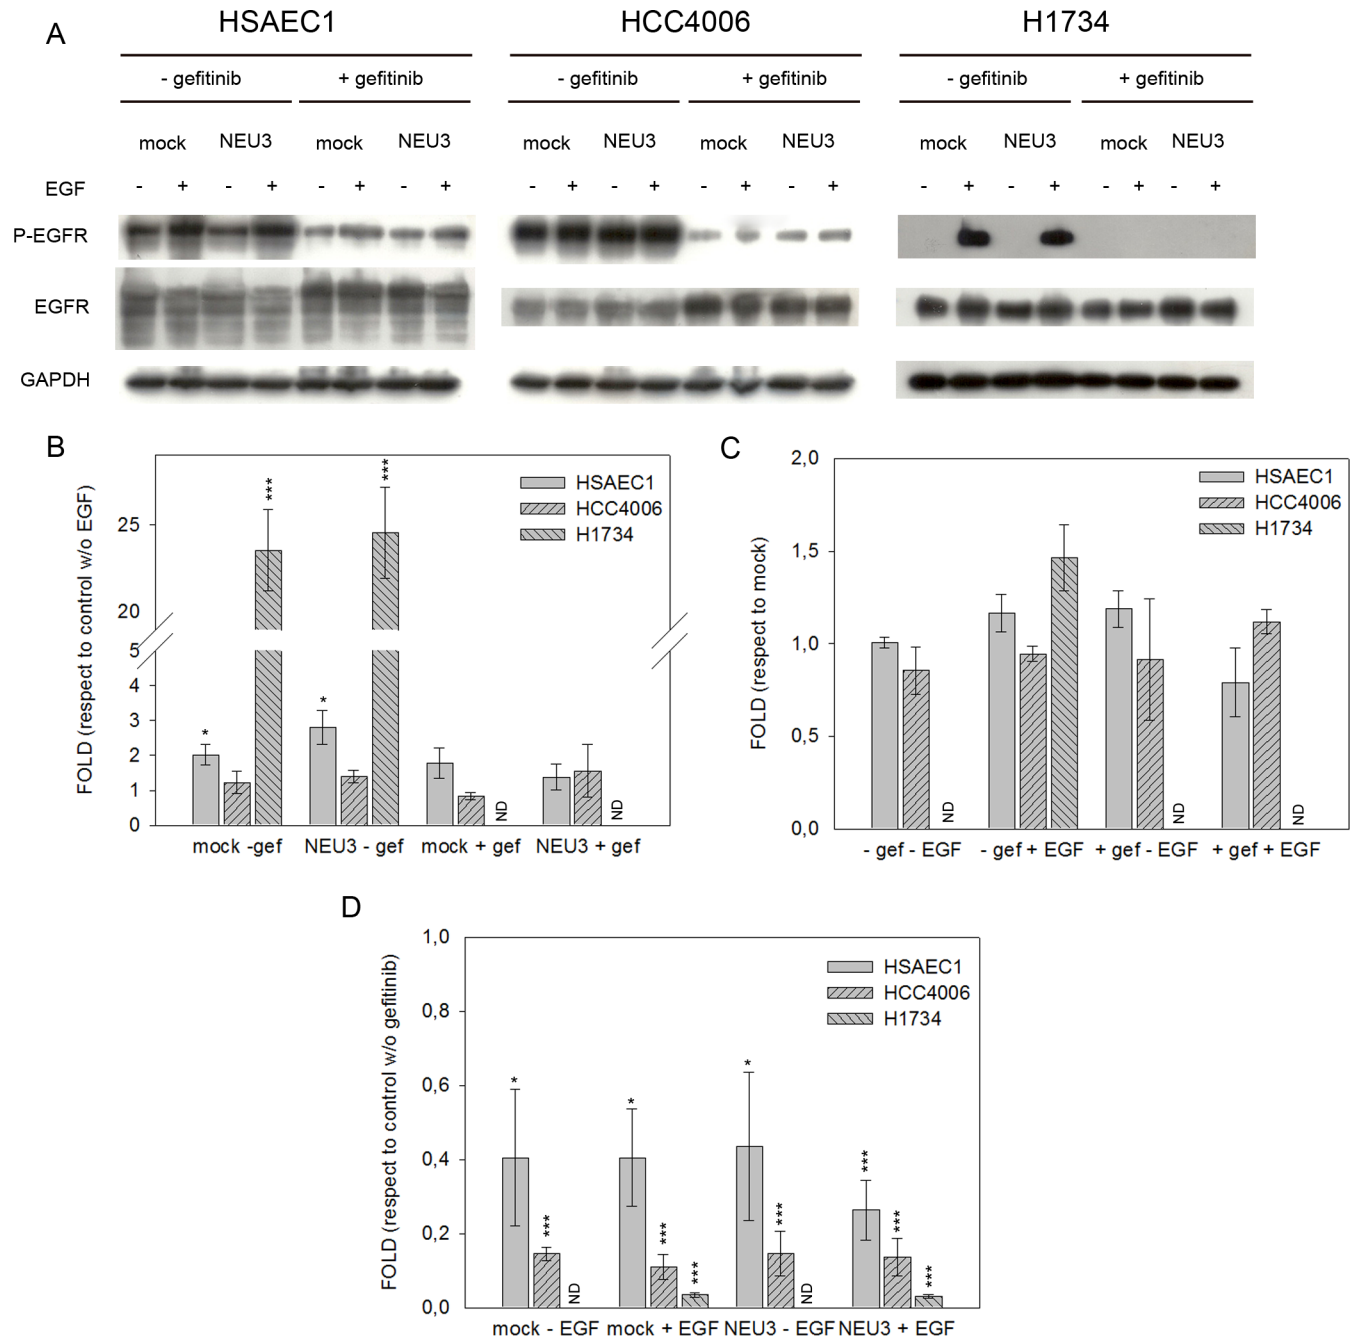 A
HSAEC1 HCC4006 H1734
- gefitinib + gefitinib - gefitinib + gefitinib - gefitinib + gefitinib
mock NEU3 mock NEU3 mock NEU3 mock NEU3 mock NEU3 mock NEU3
EGF - + - + - + - + - + - + - + - + - + - + - + - +
P-EGFR
EGFR
GAPDH
B
FOLD (respect to control w/o EGF)
25
20
5
4
3
2
1
0
HSAEC1
HCC4006
H1734
* *** * *** ND ND
mock -gef NEU3 - gef mock + gef NEU3 + gef
C
FOLD (respect to mock)
2,0
1,5
1,0
0,5
0,0
HSAEC1
HCC4006
H1734
ND ND ND
- gef - EGF - gef + EGF + gef - EGF + gef + EGF
D
FOLD (respect to control w/o gefitinib)
1,0
0,8
0,6
0,4
0,2
0,0
HSAEC1
HCC4006
H1734
* *** ND * *** *** * *** ND *** *** ***
mock - EGF mock + EGF NEU3 - EGF NEU3 + EGF